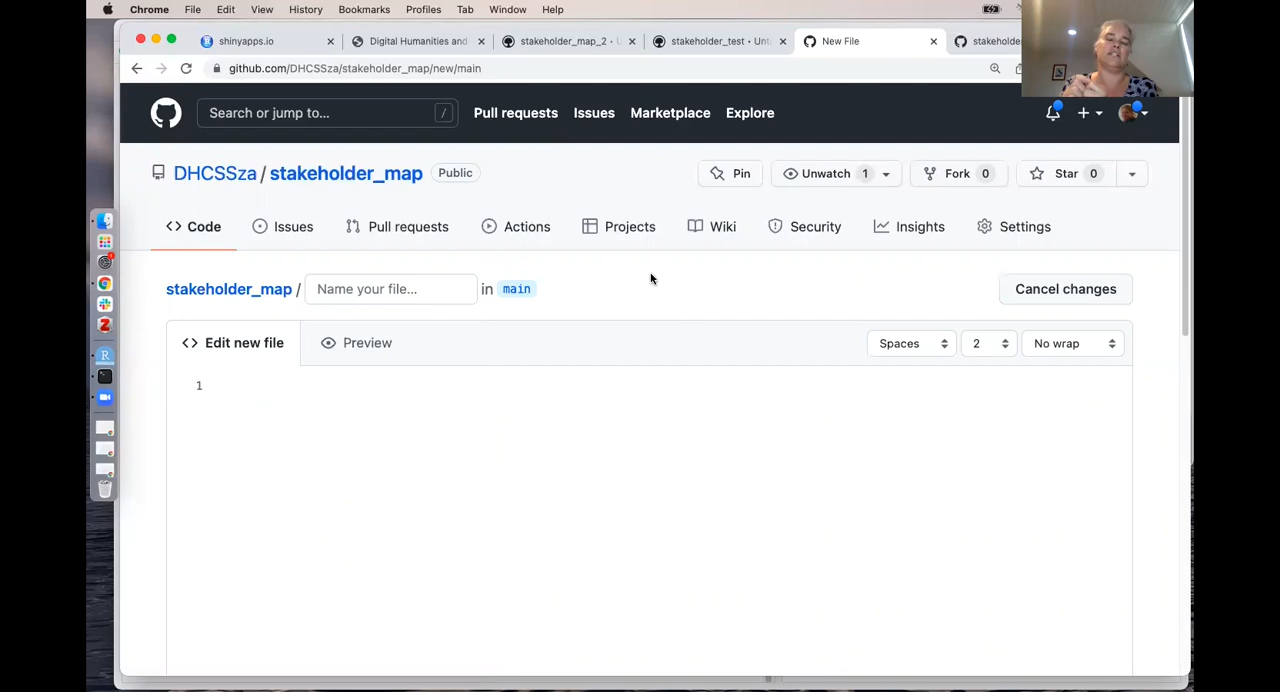 Chrome File Edit View History Bookmarks Profiles Tab Window Help
shinyapps.io Digital Humanities and stakeholder_map_2 · U stakeholder_test · Unt New File stakeholde
github.com/DHCSSza/stakeholder_map/new/main
Search or jump to... / Pull requests Issues Marketplace Explore
DHCSSza / stakeholder_map Public Pin Unwatch 1 Fork 0 Star 0
Code Issues Pull requests Actions Projects Wiki Insights Security Settings
stakeholder_map / Name your file... in main Cancel changes
Edit new file Preview Spaces 2 No wrap
1